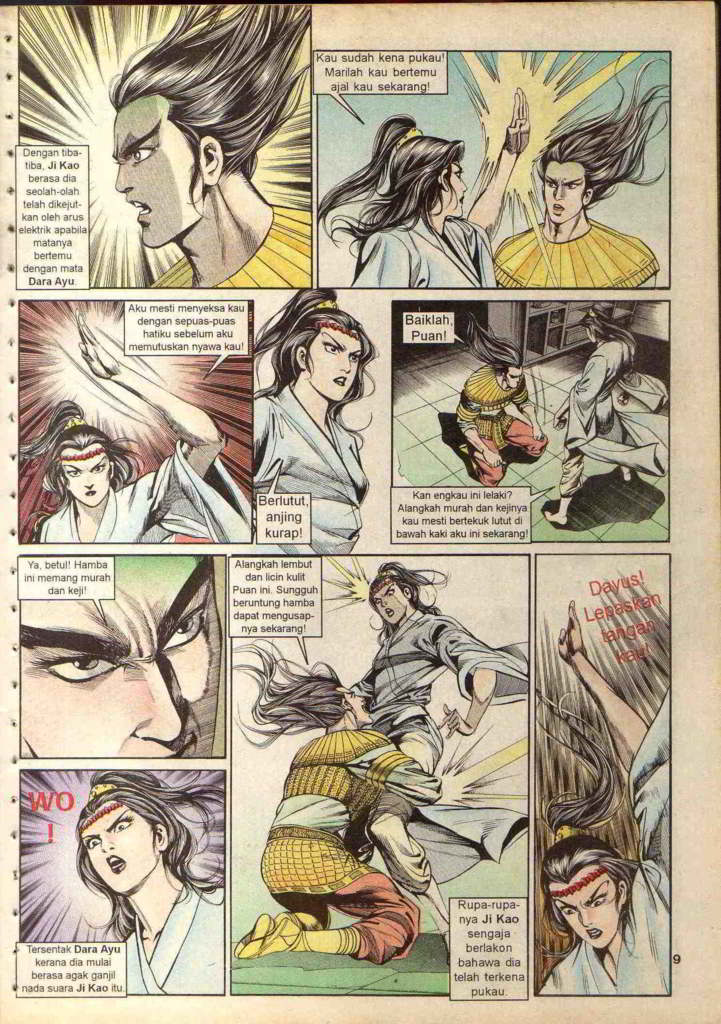 Dengan tiba-
tiba, Ji Kao
berasa dia
seolah-olah
telah dikejut-
kan oleh arus
elektrik apabila
matanya
bertemu
dengan mata
Dara Ayu.
Kau sudah kena pukau!
Marilah kau bertemu
ajal kau sekarang!
Aku mesti menyeksa kau
dengan sepuas-puas
hatiku sebelum aku
memutuskan nyawa kau!
Berlutut,
anjing
kurap!
Baiklah,
Puan!
Kan engkau ini lelaki?
Alangkah murah dan kejinya
kau mesti bertekuk lutut di
bawah kaki aku ini sekarang!
Ya, betul! Hamba
ini memang murah
dan keji!
WO
!
Tersentak Dara Ayu
kerana dia mulai
berasa agak ganjil
nada suara Ji Kao itu.
Alangkah lembut
dan licin kulit
Puan ini. Sungguh
beruntung hamba
dapat mengusap-
nya sekarang!
Rupa-rupa-
nya Ji Kao
sengaja
berlakon
bahawa dia
telah terkena
pukau.
Dayus!
Lepaskan
tangan
kau!
9